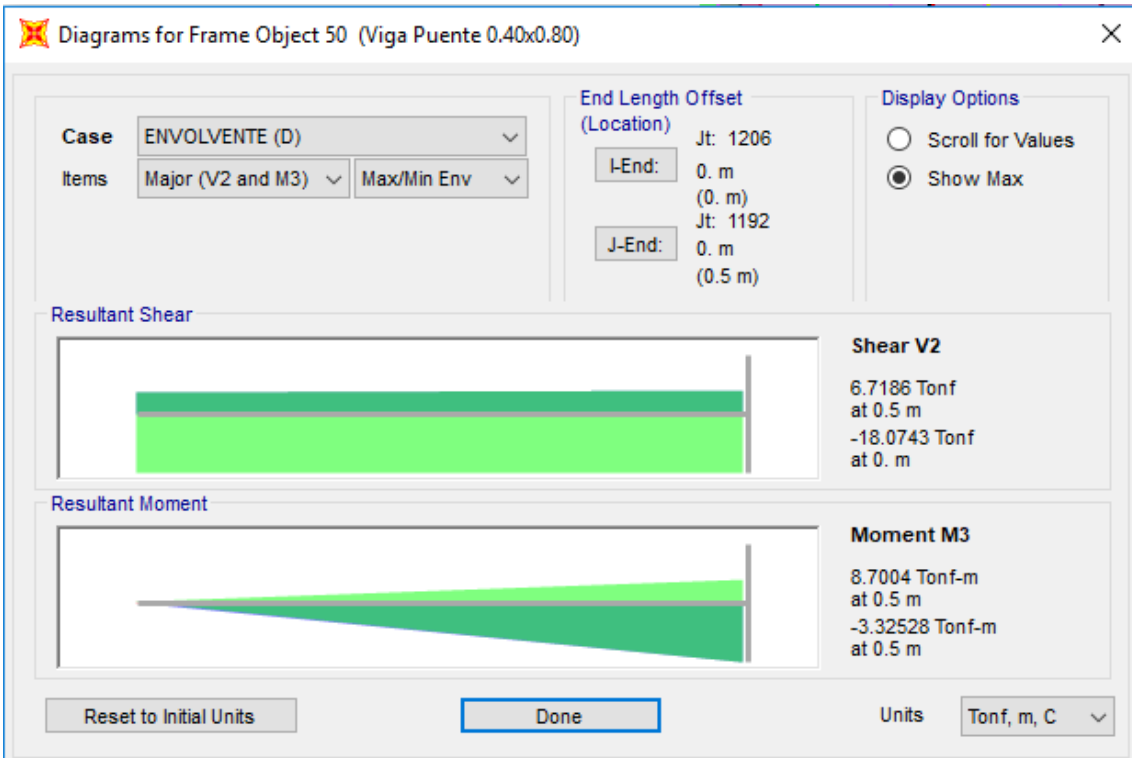 Diagrams for Frame Object 50 (Viga Puente 0.40x0.80)
Case ENVOLVENTE (D)
Items Major (V2 and M3) Max/Min Env
End Length Offset
(Location)
Jt: 1206
I-End: 0. m
(0. m)
Jt: 1192
J-End: 0. m
(0.5 m)
Display Options
Scroll for Values
Show Max
Resultant Shear
Shear V2
6.7186 Tonf
at 0.5 m
-18.0743 Tonf
at 0. m
Resultant Moment
Moment M3
8.7004 Tonf-m
at 0.5 m
-3.32528 Tonf-m
at 0.5 m
Reset to Initial Units
Done
Units Tonf, m, C